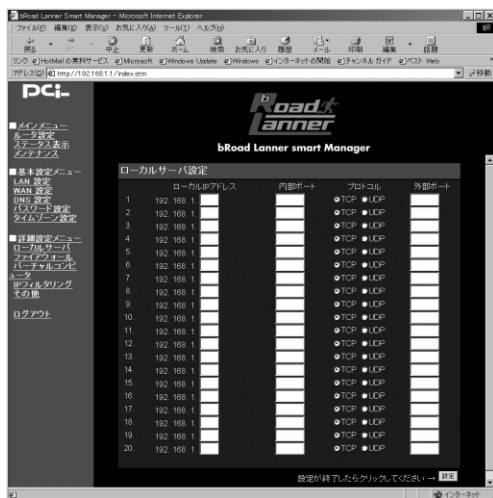 bRoad Lanner Smart Manager - Microsoft Internet Explorer
ファイル(F) 編集(E) 表示(V) お気に入り(A) ツール(T) ヘルプ(H)
戻る 中止 更新 ホーム 検索 お気に入り 履歴 メール 印刷 編集 話題
リンク HotMail の無料サービス Microsoft Windows Update Windows インターネットの開始 チャンネル ガイド ベスト Web
アドレス(D) http://192.168.1.1/index.stm 移動
PCi
Road
Lanner
bRoad Lanner smart Manager
■メインメニュー
ルータ設定
ステータス表示
メンテナンス
■基本設定メニュー
LAN 設定
WAN 設定
DNS 設定
パスワード設定
タイムゾーン設定
■詳細設定メニュー
ローカルサーバ
ファイアウォール
バーチャルコンピ
ュータ
IPフィルタリング
その他
ログアウト
ローカルサーバ設定
ローカルIPアドレス 内部ポート プロトコル 外部ポート
1. 192. 168. 1. TCP UDP
2. 192. 168. 1. TCP UDP
3. 192. 168. 1. TCP UDP
4. 192. 168. 1. TCP UDP
5. 192. 168. 1. TCP UDP
6. 192. 168. 1. TCP UDP
7. 192. 168. 1. TCP UDP
8. 192. 168. 1. TCP UDP
9. 192. 168. 1. TCP UDP
10. 192. 168. 1. TCP UDP
11. 192. 168. 1. TCP UDP
12. 192. 168. 1. TCP UDP
13. 192. 168. 1. TCP UDP
14. 192. 168. 1. TCP UDP
15. 192. 168. 1. TCP UDP
16. 192. 168. 1. TCP UDP
17. 192. 168. 1. TCP UDP
18. 192. 168. 1. TCP UDP
19. 192. 168. 1. TCP UDP
20. 192. 168. 1. TCP UDP
設定が終了したらクリックしてください → 設定
インターネット